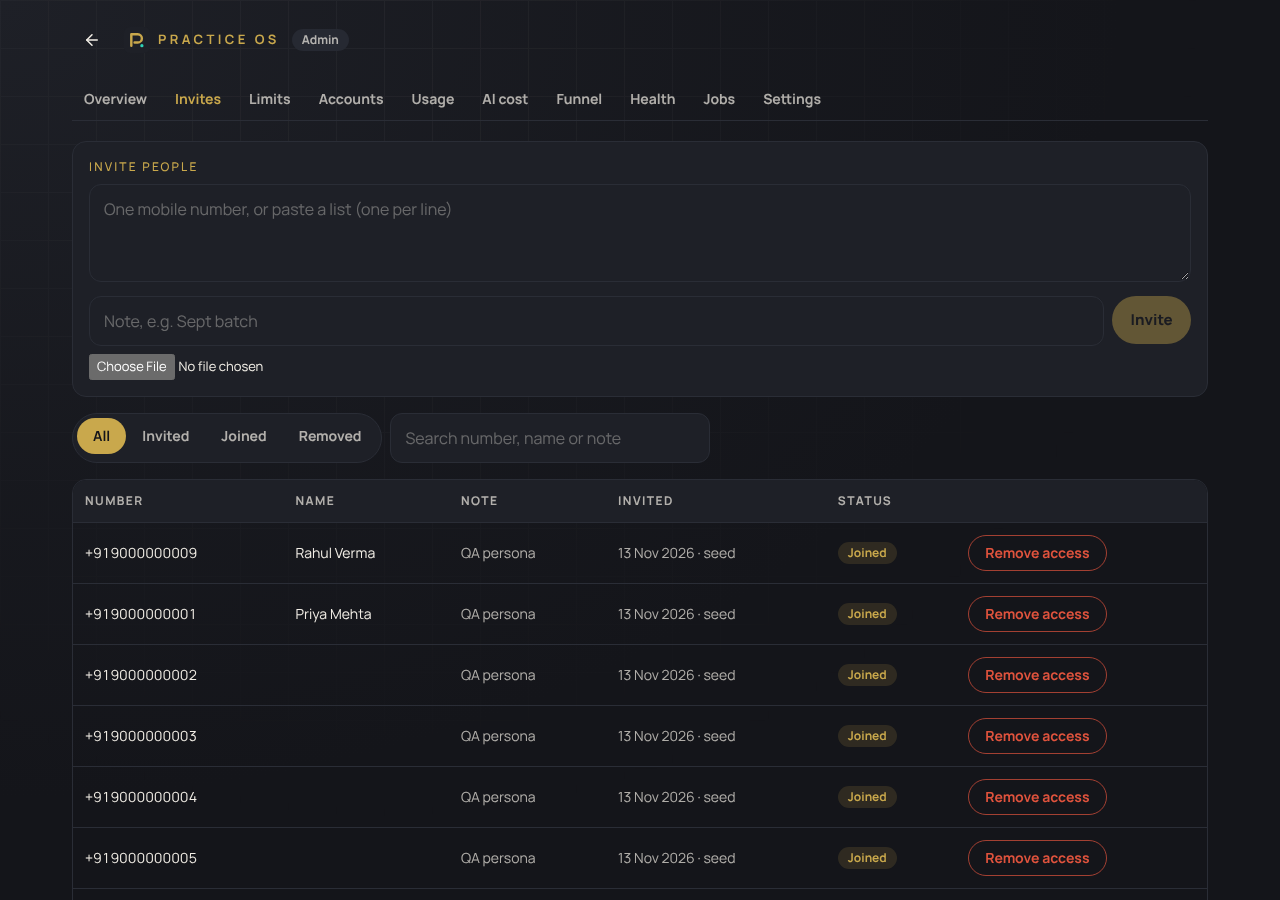 PRACTICE OS Admin
Overview Invites Limits Accounts Usage AI cost Funnel Health Jobs Settings
INVITE PEOPLE
One mobile number, or paste a list (one per line)
Note, e.g. Sept batch Invite
Choose File No file chosen
All Invited Joined Removed Search number, name or note
NUMBER NAME NOTE INVITED STATUS
+919000000009 Rahul Verma QA persona 13 Nov 2026 · seed Joined Remove access
+919000000001 Priya Mehta QA persona 13 Nov 2026 · seed Joined Remove access
+919000000002 QA persona 13 Nov 2026 · seed Joined Remove access
+919000000003 QA persona 13 Nov 2026 · seed Joined Remove access
+919000000004 QA persona 13 Nov 2026 · seed Joined Remove access
+919000000005 QA persona 13 Nov 2026 · seed Joined Remove access